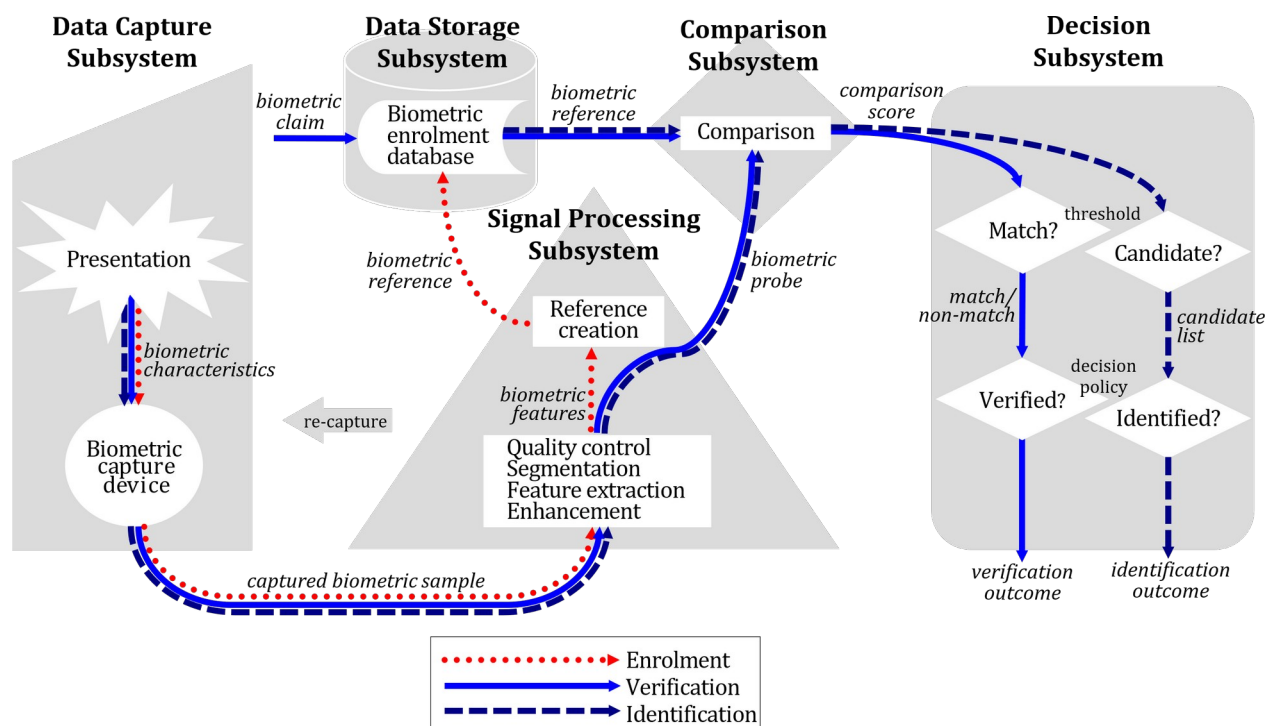 Data Capture
Subsystem
Data Storage
Subsystem
Comparison
Subsystem
Decision
Subsystem
biometric
claim
Biometric
enrolment
database
biometric
reference
Comparison
comparison
score
Presentation
biometric
characteristics
Biometric
capture
device
re-capture
captured biometric sample
Signal Processing
Subsystem
biometric
reference
Reference
creation
biometric
features
Quality control
Segmentation
Feature extraction
Enhancement
biometric
probe
Match?
threshold
Candidate?
match/
non-match
candidate
list
Verified?
decision
policy
Identified?
verification
outcome
identification
outcome
Enrolment
Verification
Identification